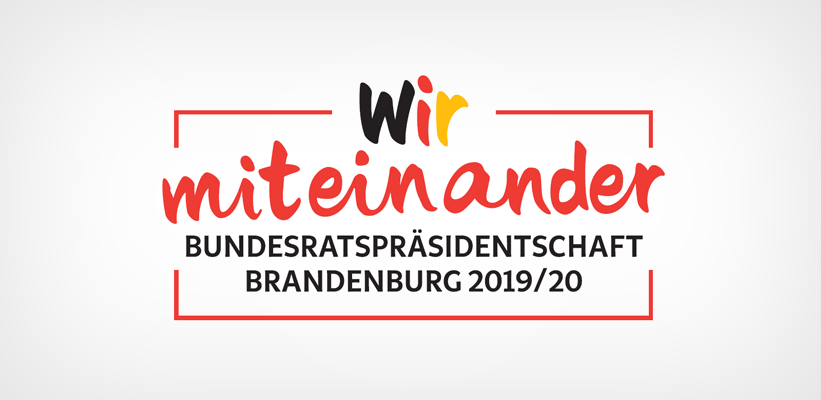 Wir
miteinander
BUNDESRATSPRÄSIDENTSCHAFT
BRANDENBURG 2019/20